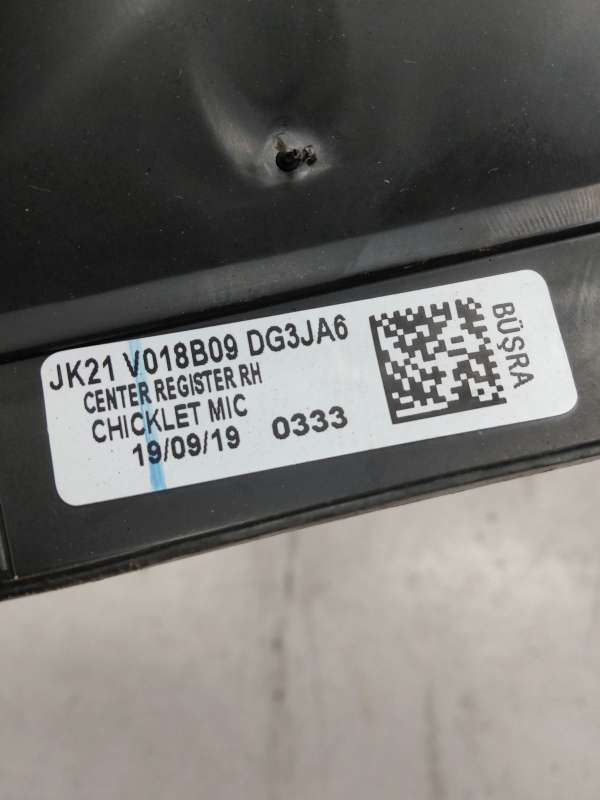 JK21 V018B09 DG3JA6
CENTER REGISTER RH
CHICKLET MIC
19/09/19 0333
BÜŞRA